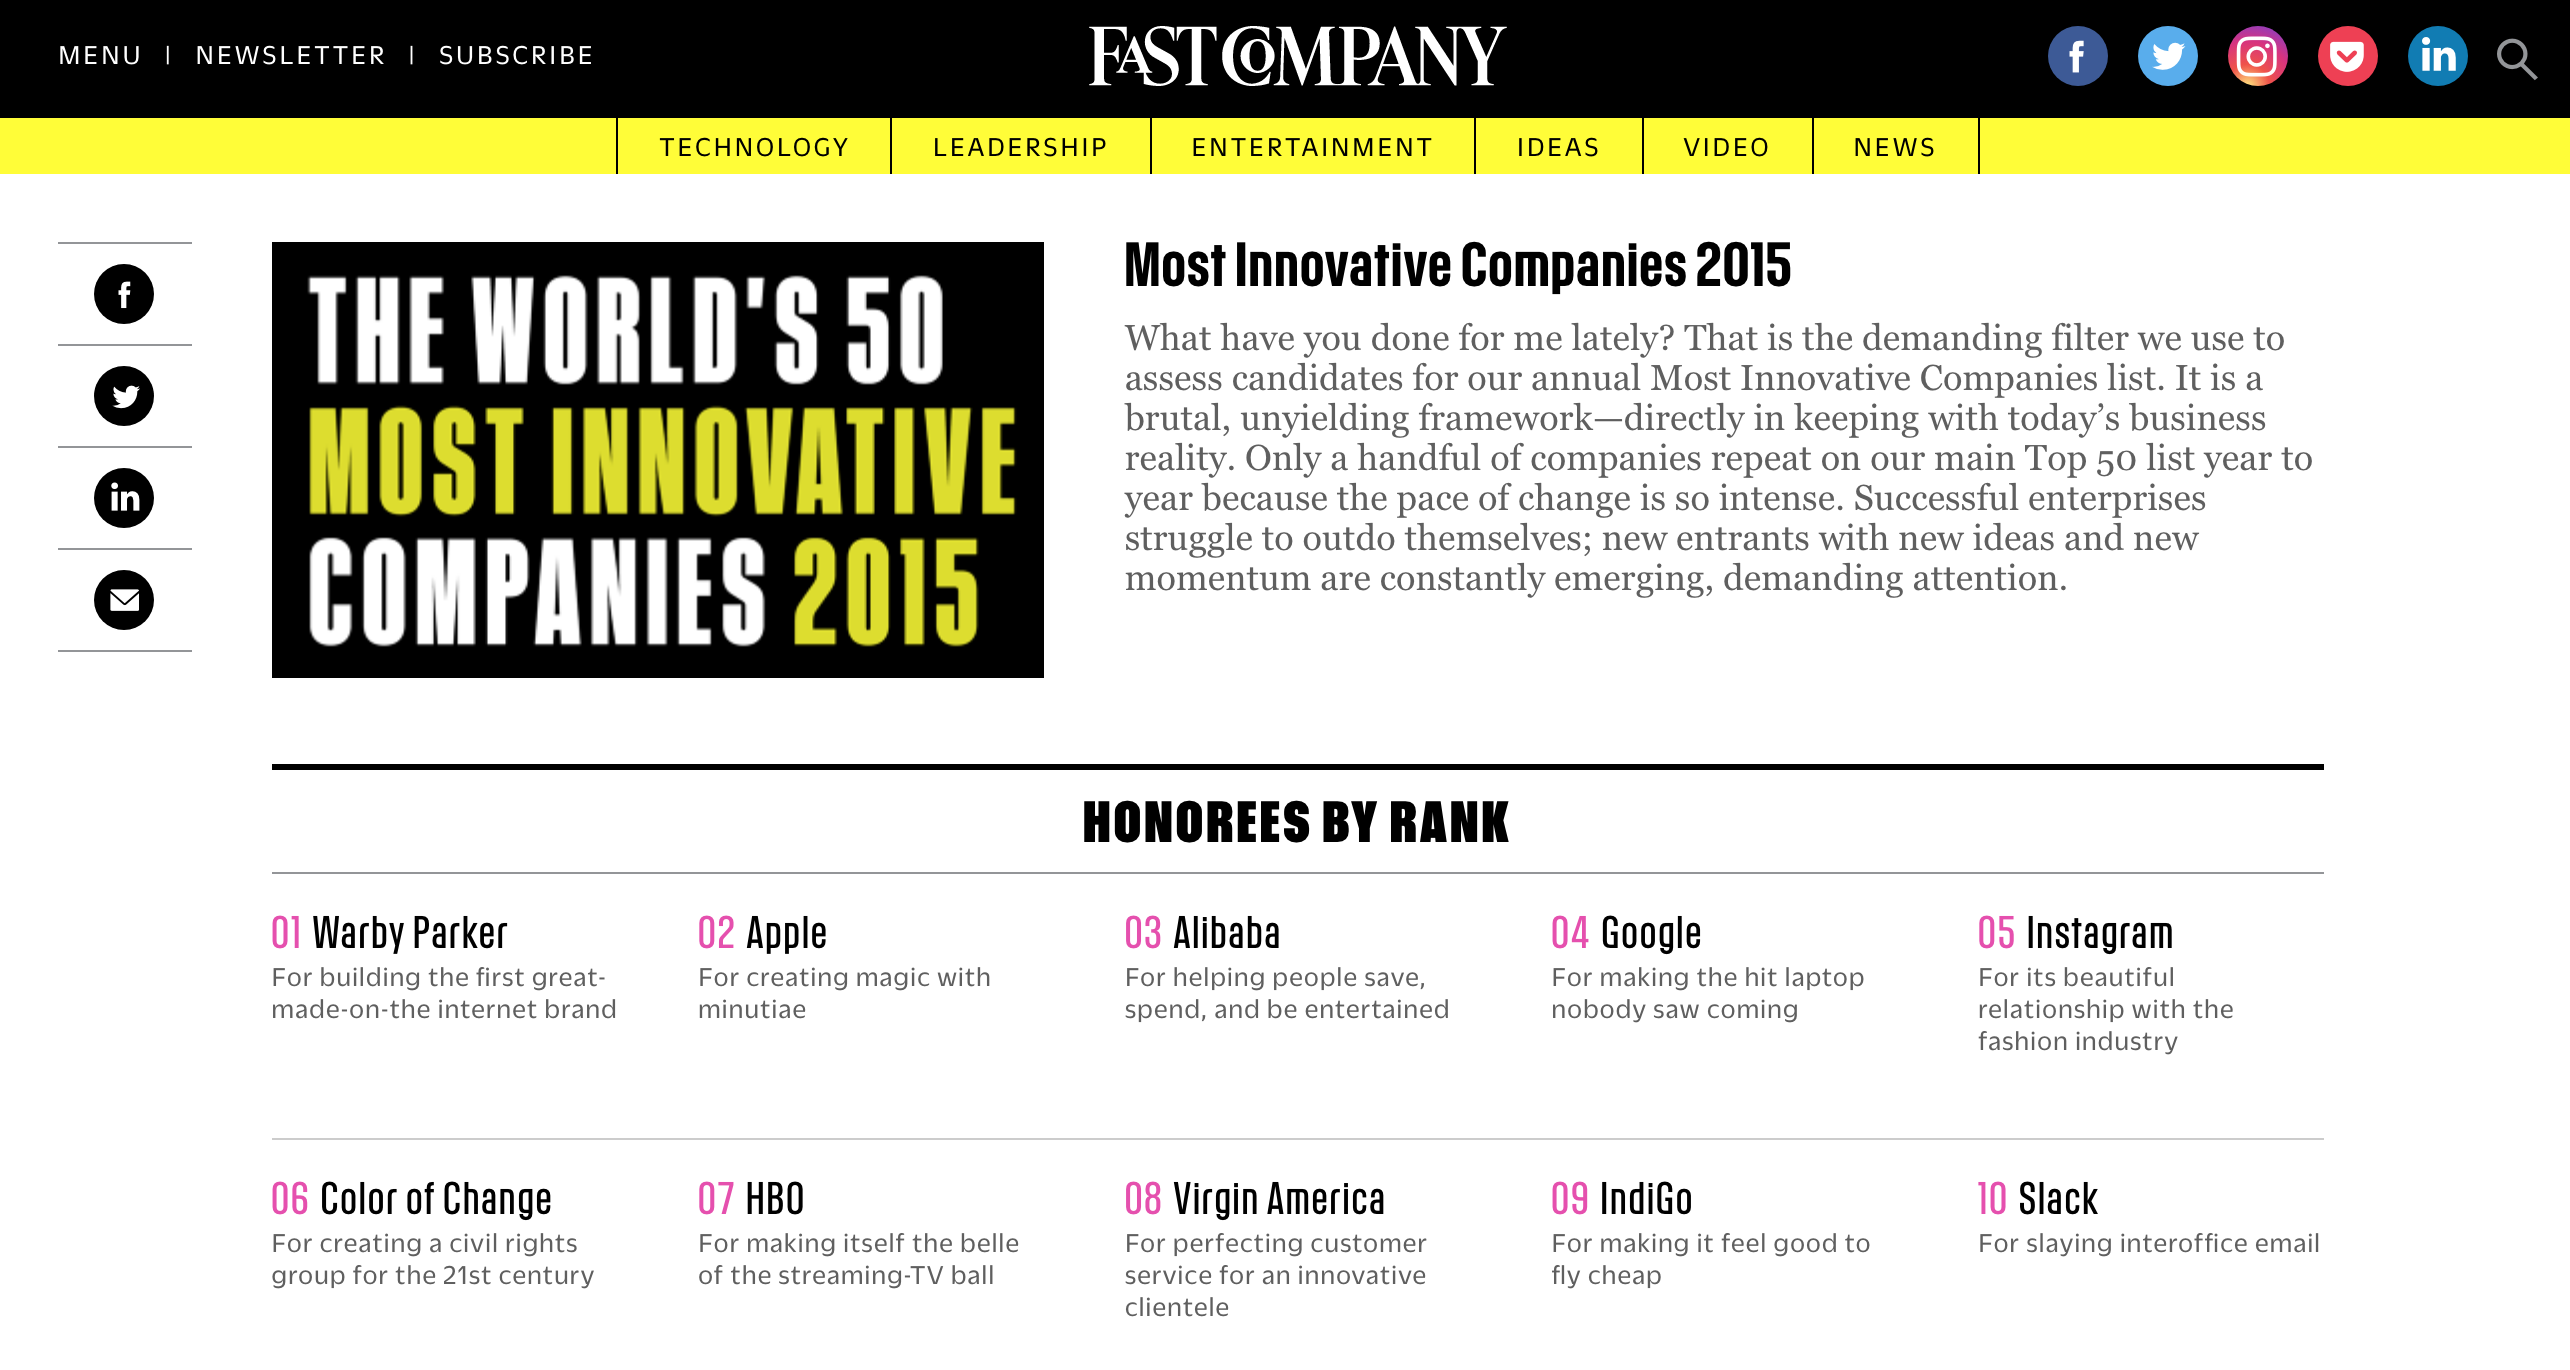 MENU | NEWSLETTER | SUBSCRIBE
FAST COMPANY
TECHNOLOGY LEADERSHIP ENTERTAINMENT IDEAS VIDEO NEWS
THE WORLD'S 50
MOST INNOVATIVE
COMPANIES 2015
Most Innovative Companies 2015
What have you done for me lately? That is the demanding filter we use to
assess candidates for our annual Most Innovative Companies list. It is a
brutal, unyielding framework—directly in keeping with today’s business
reality. Only a handful of companies repeat on our main Top 50 list year to
year because the pace of change is so intense. Successful enterprises
struggle to outdo themselves; new entrants with new ideas and new
momentum are constantly emerging, demanding attention.
HONOREES BY RANK
01 Warby Parker
For building the first great-
made-on-the internet brand
02 Apple
For creating magic with
minutiae
03 Alibaba
For helping people save,
spend, and be entertained
04 Google
For making the hit laptop
nobody saw coming
05 Instagram
For its beautiful
relationship with the
fashion industry
06 Color of Change
For creating a civil rights
group for the 21st century
07 HBO
For making itself the belle
of the streaming-TV ball
08 Virgin America
For perfecting customer
service for an innovative
clientele
09 IndiGo
For making it feel good to
fly cheap
10 Slack
For slaying interoffice email